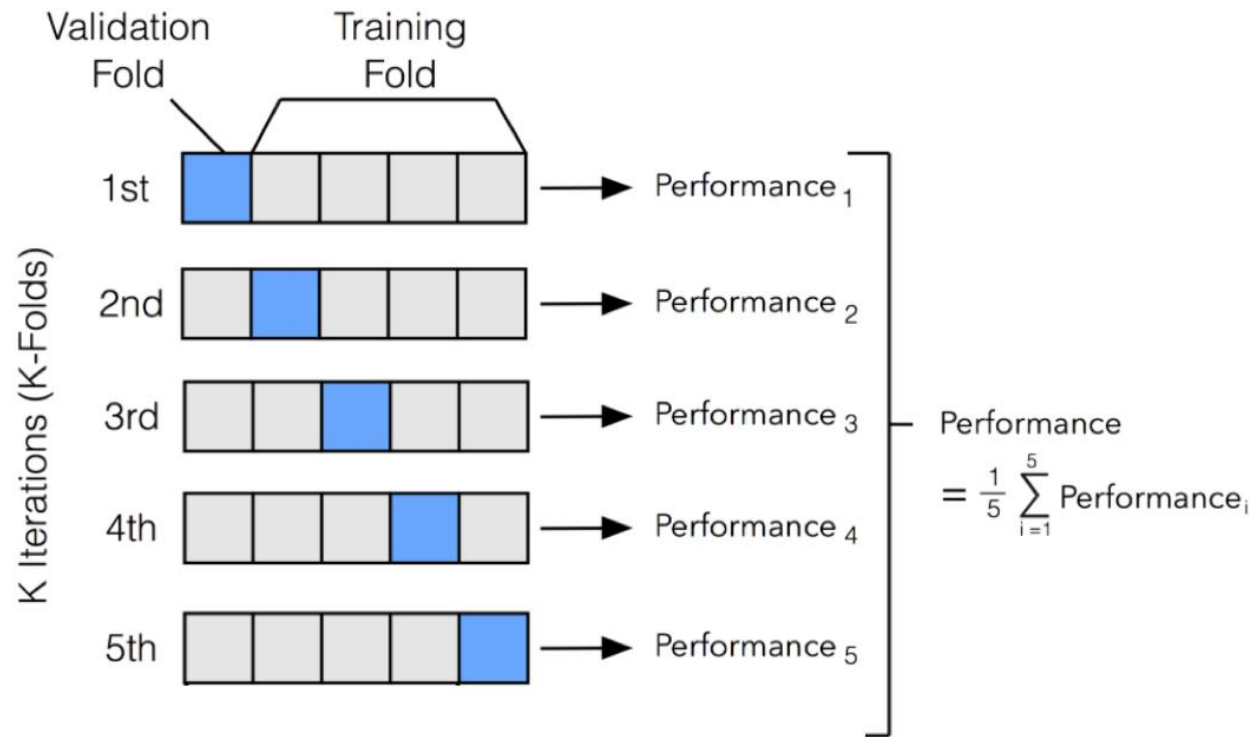 Validation
Fold
Training
Fold
K Iterations (K-Folds)
1st
Performance 1
2nd
Performance 2
3rd
Performance 3
4th
Performance 4
5th
Performance 5
Performance
= 1/5 5∑i=1 Performance i